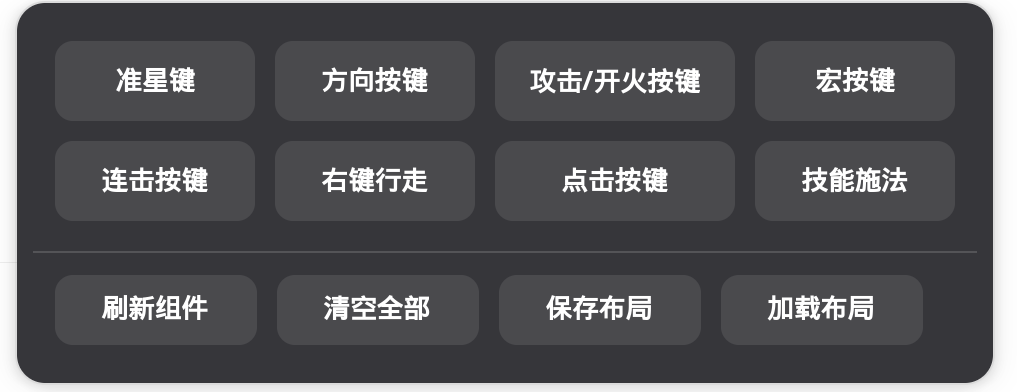 准星键 方向按键 攻击/开火按键 宏按键
连击按键 右键行走 点击按键 技能施法
刷新组件 清空全部 保存布局 加载布局